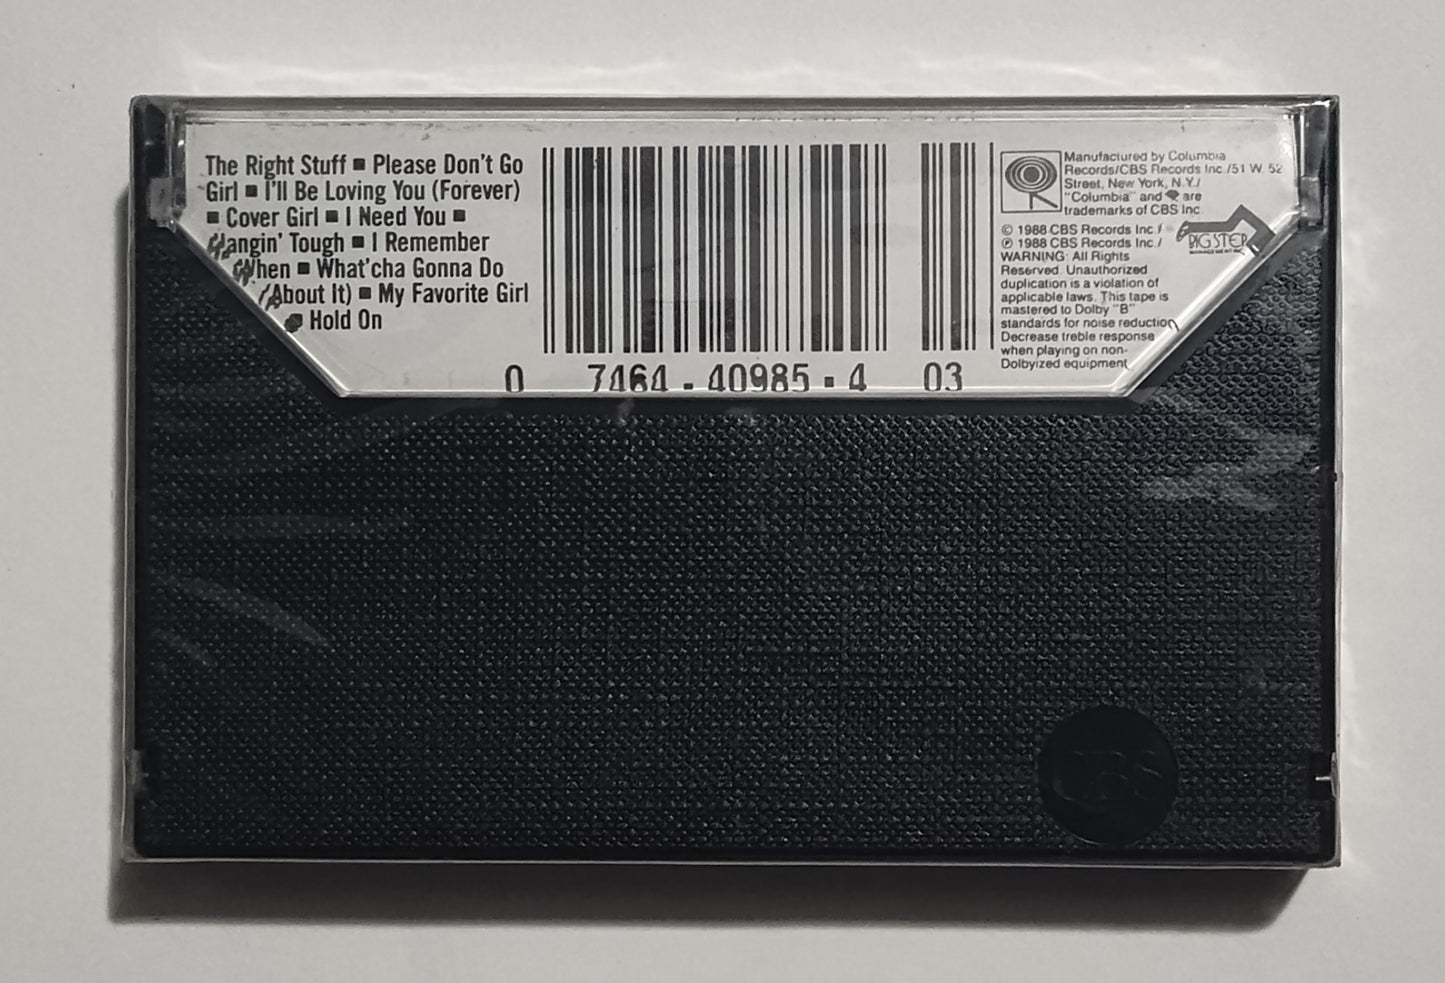 The Right Stuff ■ Please Don't Go
Girl ■ I'll Be Loving You (Forever)
■ Cover Girl ■ I Need You ■
Hangin' Tough ■ I Remember
When ■ What'cha Gonna Do
(About It) ■ My Favorite Girl
■ Hold On
0 7464-40985-4 03
Manufactured by Columbia
Records/CBS Records Inc./51 W. 52
Street, New York, N.Y./
"Columbia" and are
trademarks of CBS Inc.
© 1988 CBS Records Inc./
℗ 1988 CBS Records Inc./
WARNING: All Rights
Reserved. Unauthorized
duplication is a violation of
applicable laws. This tape is
mastered to Dolby "B"
standards for noise reduction
Decrease treble response
when playing on non-
Dolbyized equipment
BIG STEP
MANAGEMENT INC.
CBS